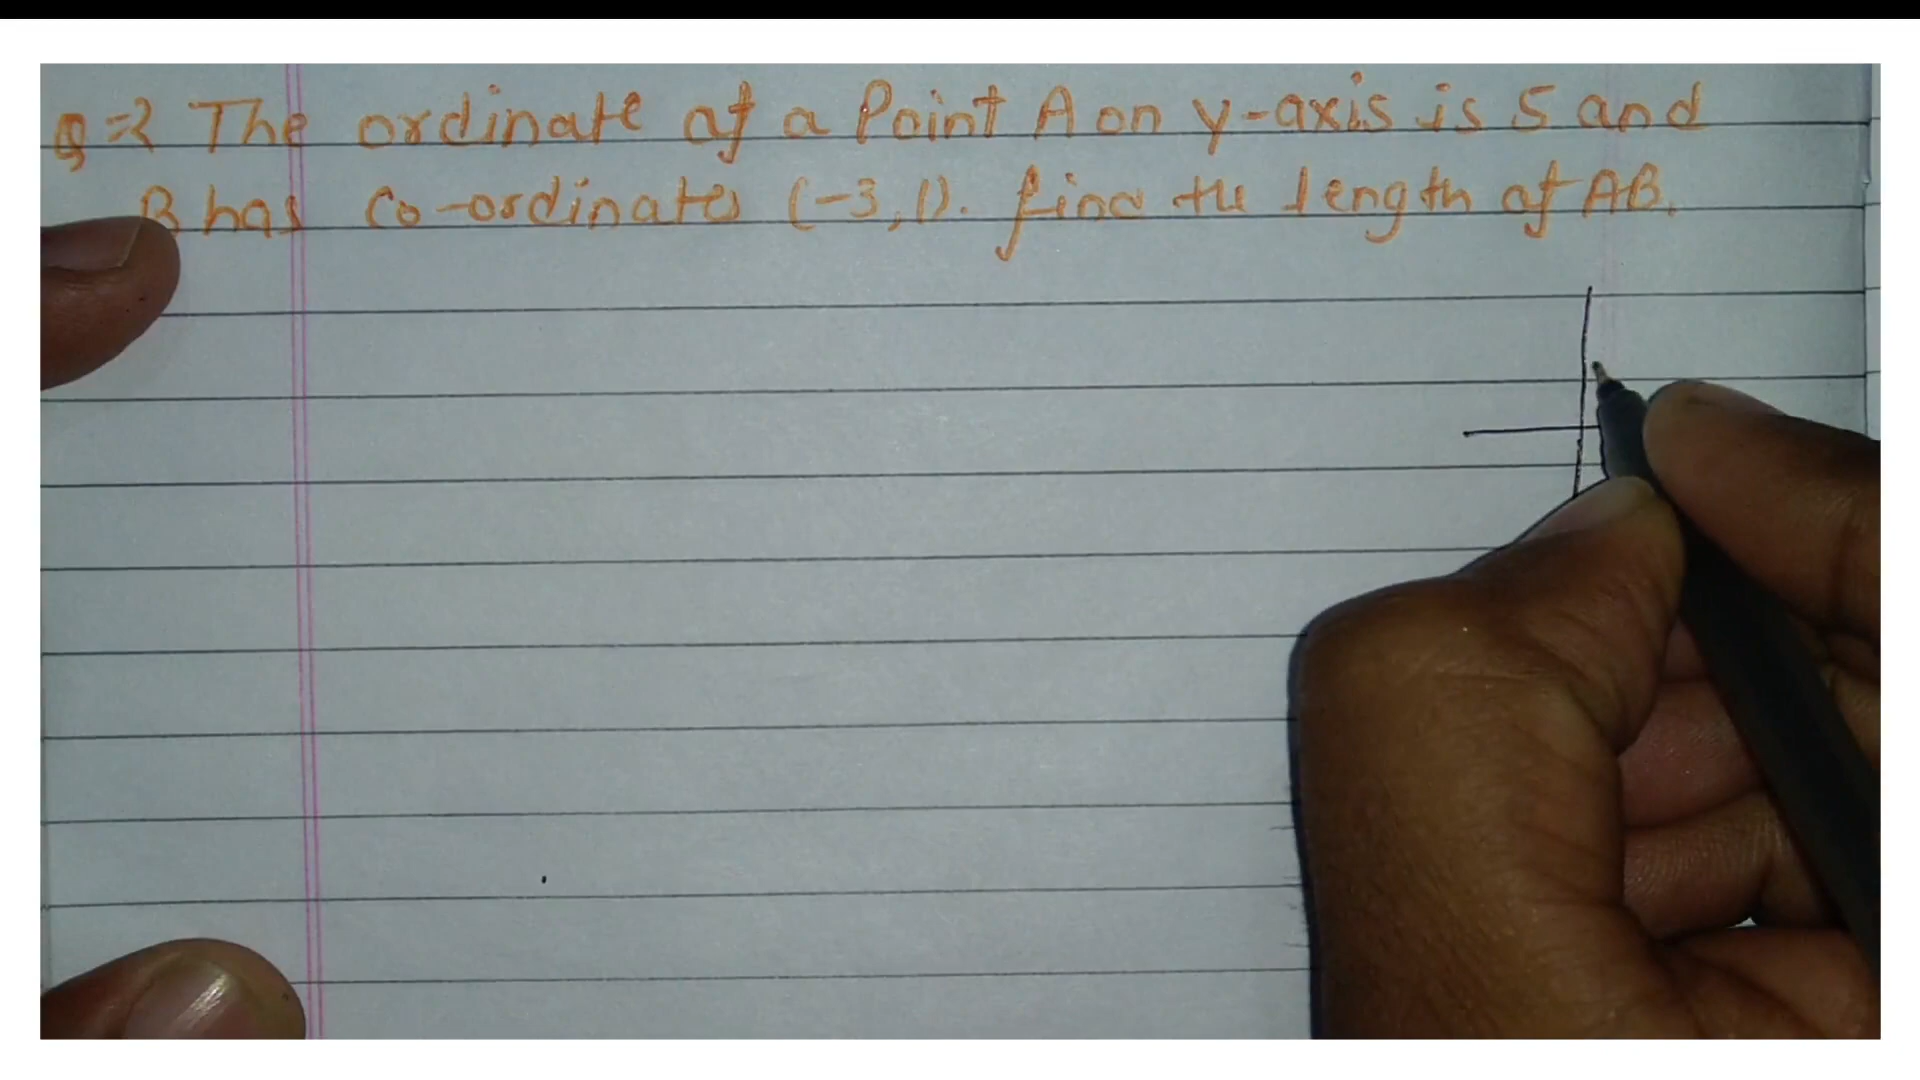 Q=2 The ordinate of a Point A on y-axis is 5 and
B has Co-ordinates (-3,1). find the length of AB.